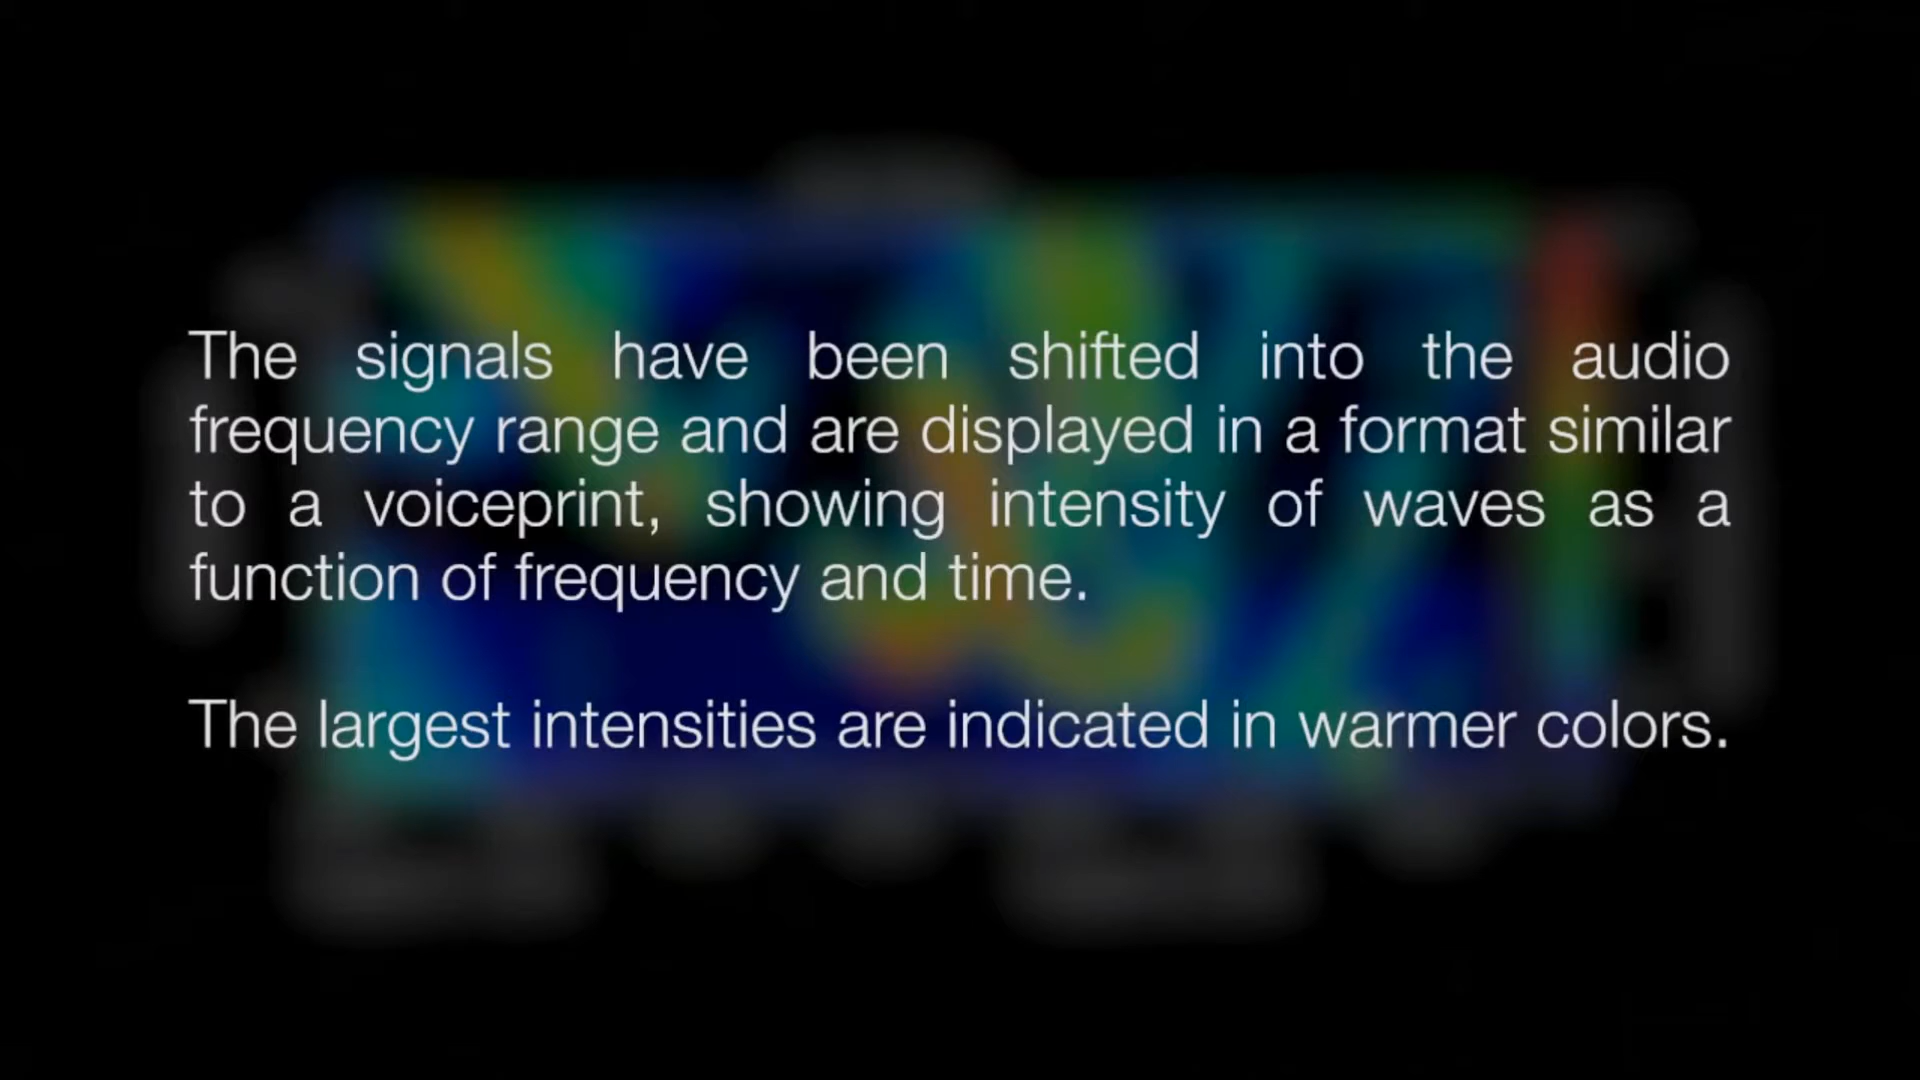 The signals have been shifted into the audio
frequency range and are displayed in a format similar
to a voiceprint, showing intensity of waves as a
function of frequency and time.
The largest intensities are indicated in warmer colors.